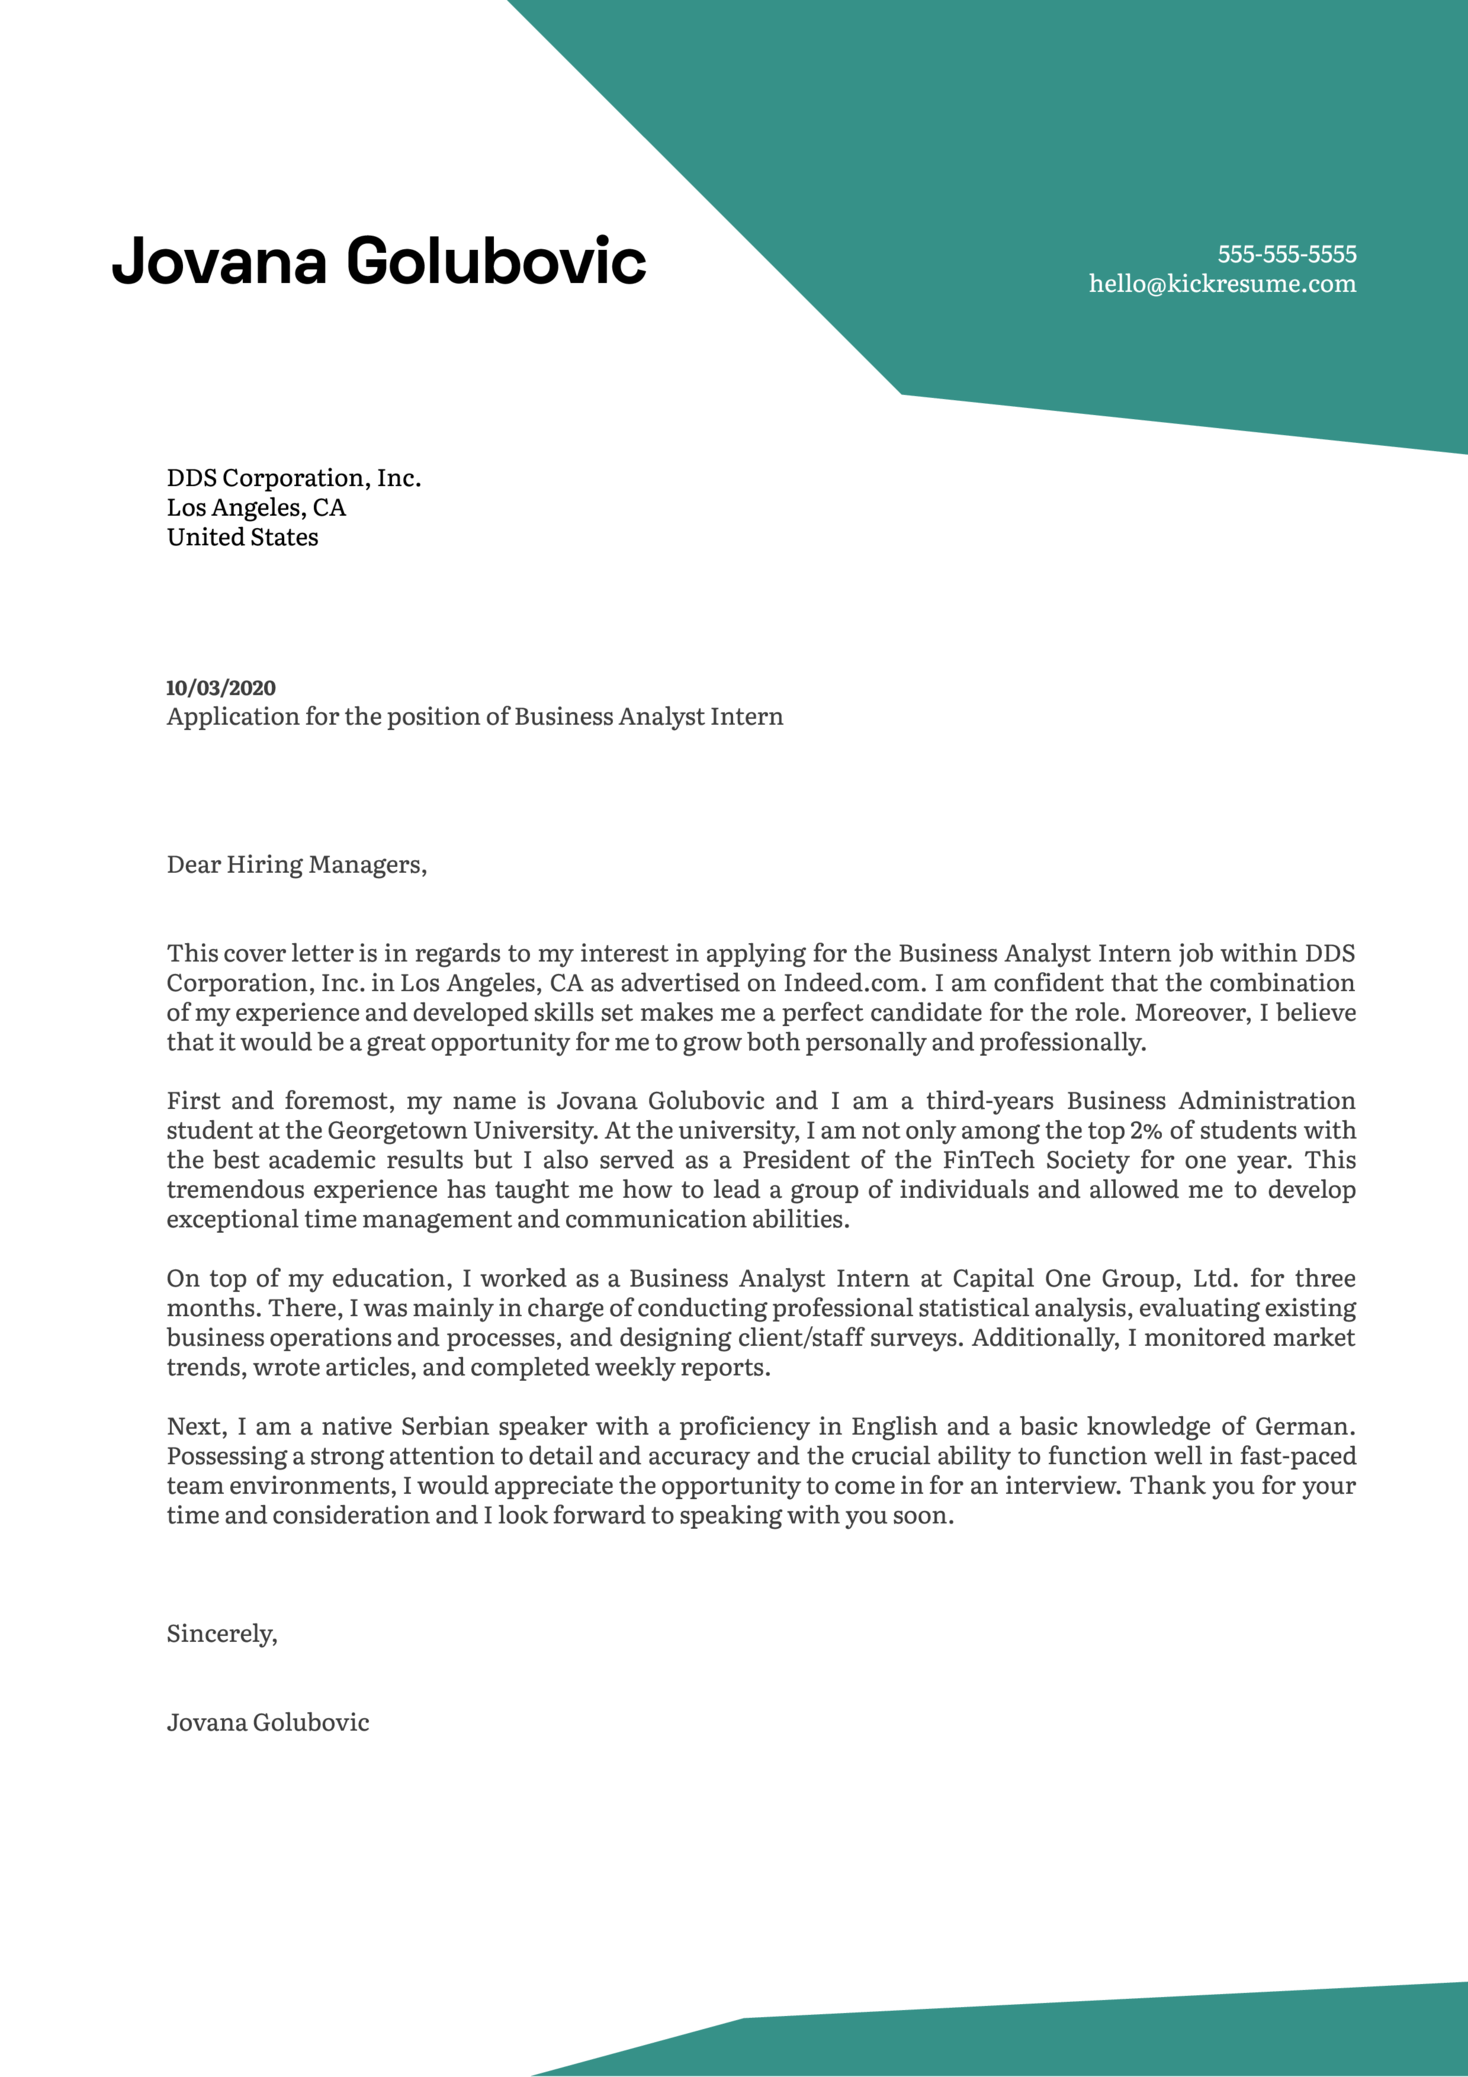 Jovana Golubovic
555-555-5555
hello@kickresume.com
DDS Corporation, Inc.
Los Angeles, CA
United States
10/03/2020
Application for the position of Business Analyst Intern
Dear Hiring Managers,
This cover letter is in regards to my interest in applying for the Business Analyst Intern job within DDS
Corporation, Inc. in Los Angeles, CA as advertised on Indeed.com. I am confident that the combination
of my experience and developed skills set makes me a perfect candidate for the role. Moreover, I believe
that it would be a great opportunity for me to grow both personally and professionally.
First and foremost, my name is Jovana Golubovic and I am a third-years Business Administration
student at the Georgetown University. At the university, I am not only among the top 2% of students with
the best academic results but I also served as a President of the FinTech Society for one year. This
tremendous experience has taught me how to lead a group of individuals and allowed me to develop
exceptional time management and communication abilities.
On top of my education, I worked as a Business Analyst Intern at Capital One Group, Ltd. for three
months. There, I was mainly in charge of conducting professional statistical analysis, evaluating existing
business operations and processes, and designing client/staff surveys. Additionally, I monitored market
trends, wrote articles, and completed weekly reports.
Next, I am a native Serbian speaker with a proficiency in English and a basic knowledge of German.
Possessing a strong attention to detail and accuracy and the crucial ability to function well in fast-paced
team environments, I would appreciate the opportunity to come in for an interview. Thank you for your
time and consideration and I look forward to speaking with you soon.
Sincerely,
Jovana Golubovic